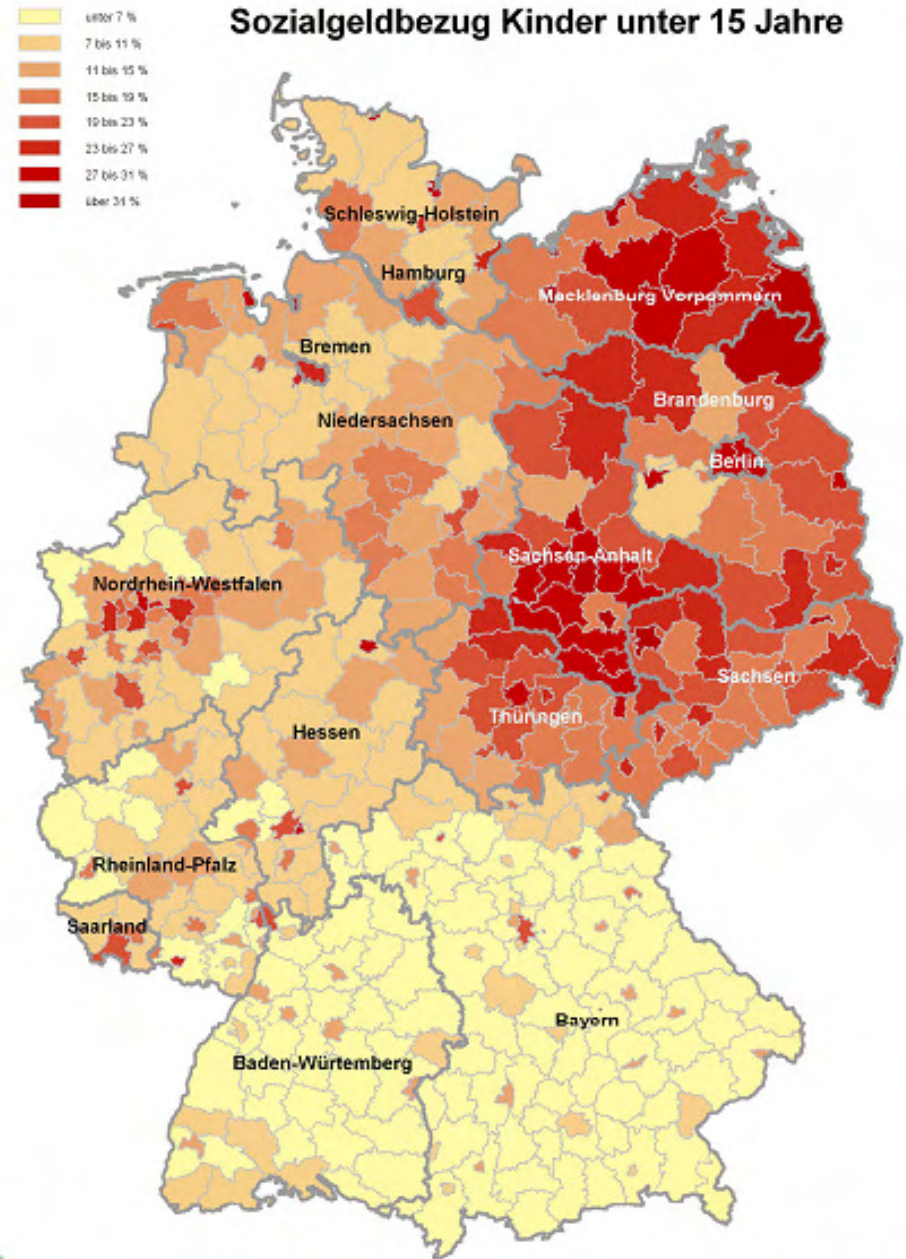 Sozialgeldbezug Kinder unter 15 Jahre
unter 7 %
7 bis 11 %
11 bis 15 %
15 bis 19 %
19 bis 23 %
23 bis 27 %
27 bis 31 %
über 31 %
Schleswig-Holstein
Hamburg
Mecklenburg Vorpommern
Bremen
Brandenburg
Niedersachsen
Berlin
Sachsen-Anhalt
Nordrhein-Westfalen
Sachsen
Thüringen
Hessen
Rheinland-Pfalz
Saarland
Bayern
Baden-Würtemberg